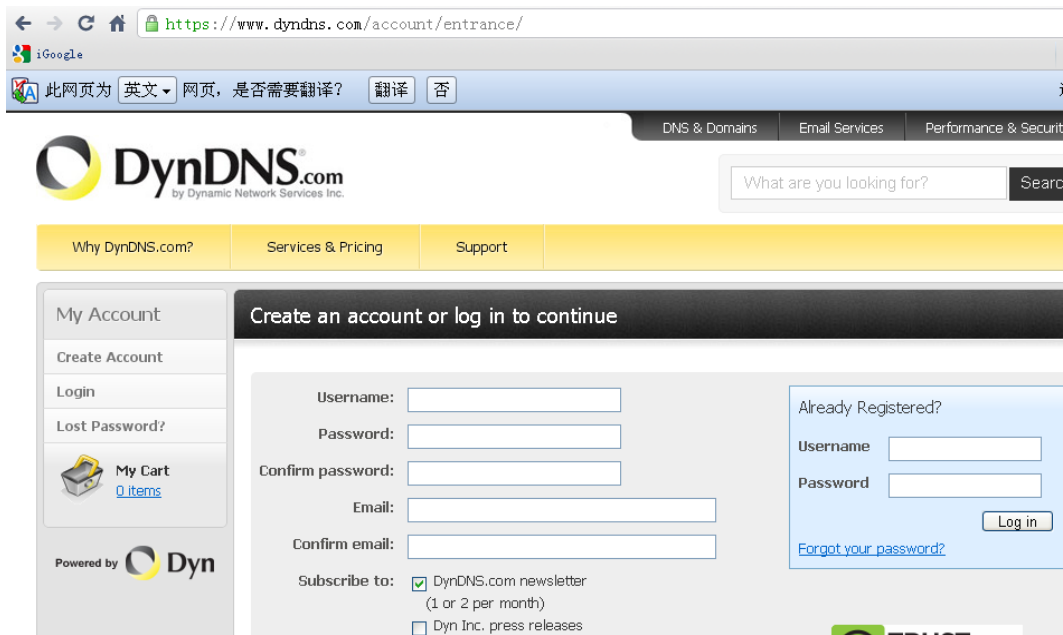 https://www.dyndns.com/account/entrance/
iGoogle
此网页为 英文 网页，是否需要翻译？ 翻译 否
DNS & Domains Email Services Performance & Securit
DynDNS.com
by Dynamic Network Services Inc.
What are you looking for? Searc
Why DynDNS.com? Services & Pricing Support
My Account
Create an account or log in to continue
Create Account
Login
Lost Password?
My Cart
0 items
Powered by Dyn
Username:
Password:
Confirm password:
Email:
Confirm email:
Subscribe to: DynDNS.com newsletter
(1 or 2 per month)
Dyn Inc. press releases
Already Registered?
Username
Password
Log in
Forgot your password?